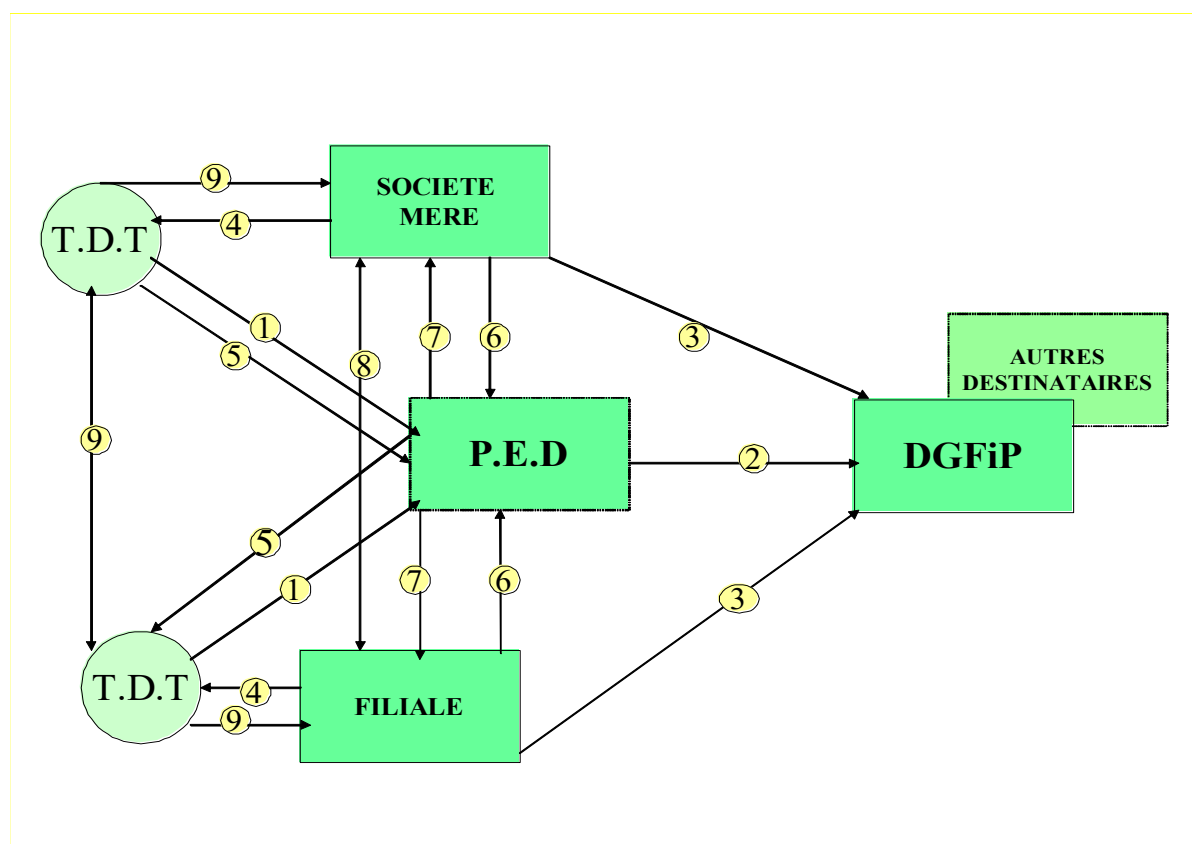 9
SOCIETE
MERE
4
T.D.T
1
5
7
6
3
8
AUTRES
DESTINATAIRES
9
P.E.D
2
DGFiP
5
1
7
6
3
T.D.T
4
FILIALE
9